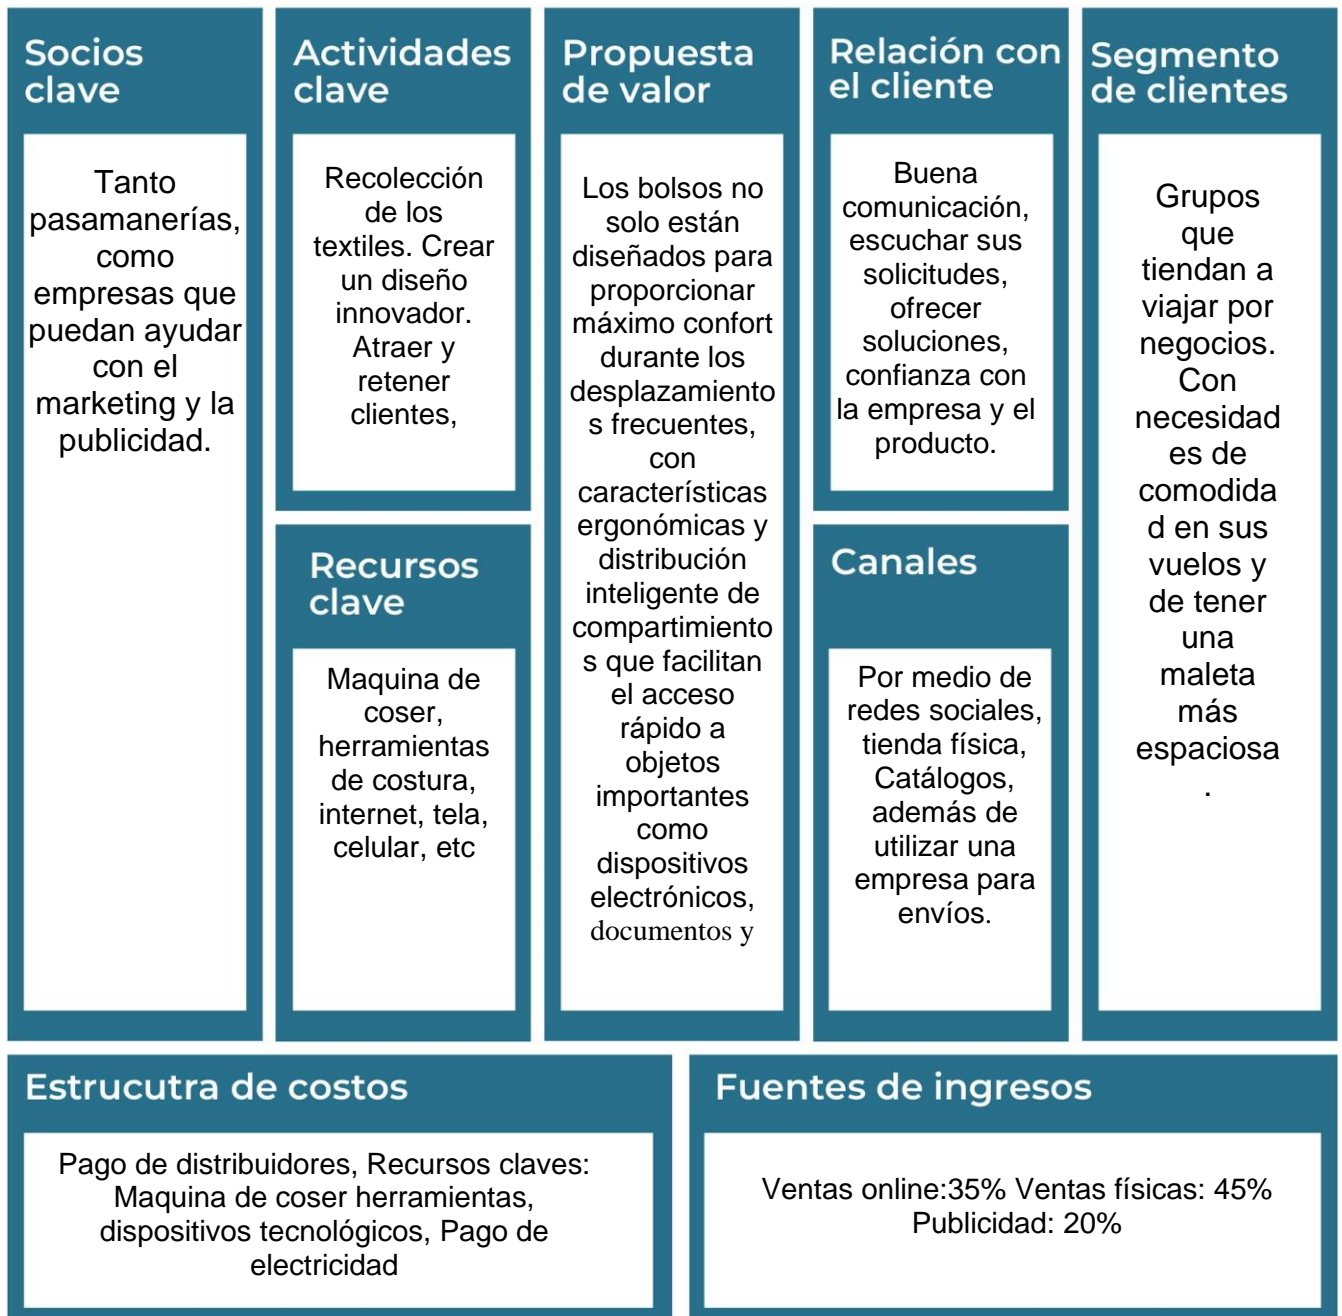 Socios
clave
Tanto
pasamanerías,
como
empresas que
puedan ayudar
con el
marketing y la
publicidad.
Actividades
clave
Recolección
de los
textiles. Crear
un diseño
innovador.
Atraer y
retener
clientes,
Recursos
clave
Maquina de
coser,
herramientas
de costura,
internet, tela,
celular, etc
Propuesta
de valor
Los bolsos no
solo están
diseñados para
proporcionar
máximo confort
durante los
desplazamiento
s frecuentes,
con
características
ergonómicas y
distribución
inteligente de
compartimiento
s que facilitan
el acceso
rápido a
objetos
importantes
como
dispositivos
electrónicos,
documentos y
Relación con
el cliente
Buena
comunicación,
escuchar sus
solicitudes,
ofrecer
soluciones,
confianza con
la empresa y el
producto.
Canales
Por medio de
redes sociales,
tienda física,
Catálogos,
además de
utilizar una
empresa para
envíos.
Segmento
de clientes
Grupos
que
tiendan a
viajar por
negocios.
Con
necesidad
es de
comodida
d en sus
vuelos y
de tener
una
maleta
más
espaciosa
.
Estrucutra de costos
Pago de distribuidores, Recursos claves:
Maquina de coser herramientas,
dispositivos tecnológicos, Pago de
electricidad
Fuentes de ingresos
Ventas online:35% Ventas físicas: 45%
Publicidad: 20%